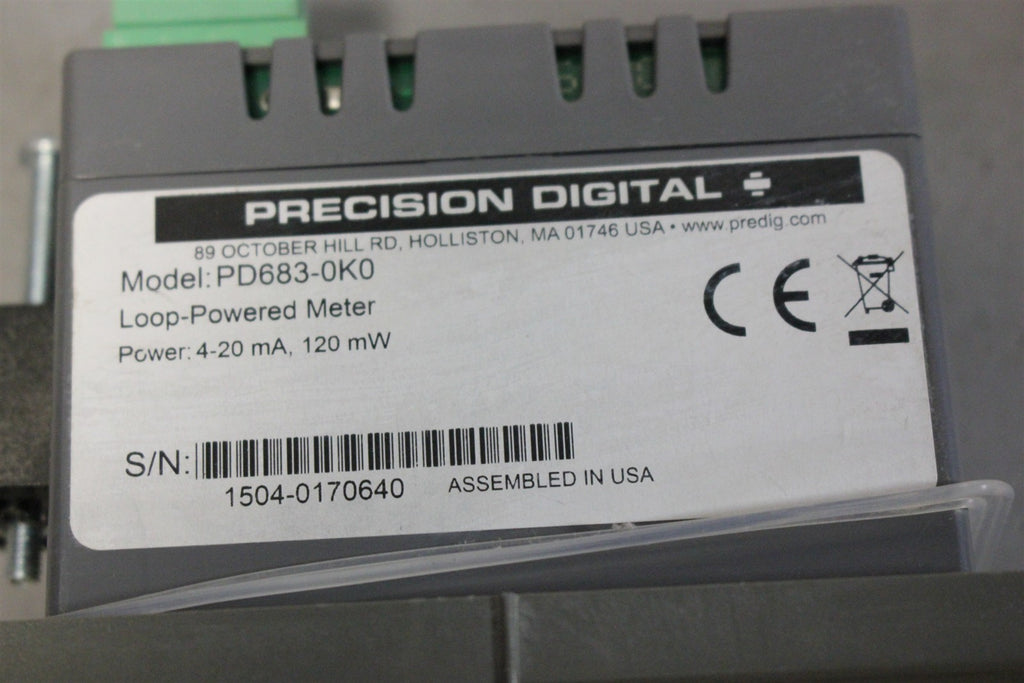 PRECISION DIGITAL
89 OCTOBER HILL RD, HOLLISTON, MA 01746 USA • www.predig.com
Model: PD683-0K0
Loop-Powered Meter
Power: 4-20 mA, 120 mW
CE
S/N:
1504-0170640 ASSEMBLED IN USA